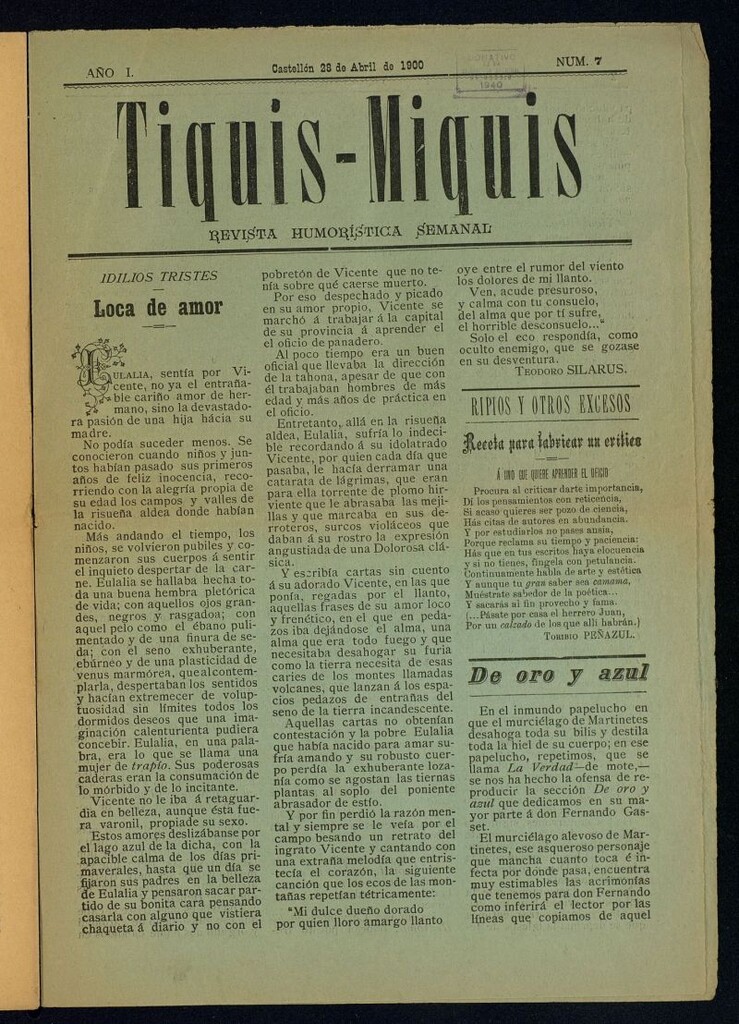 AÑO I.
Castellón 28 de Abril de 1900
NUM. 7
1940
Tiquis-Miquis
REVISTA HUMORÍSTICA SEMANAL
IDILIOS TRISTES
Loca de amor
EULALIA, sentía por Vi-
cente, no ya el entraña-
ble cariño amor de her-
mano, sino la devastado-
ra pasión de una hija hácia su
madre.
No podía suceder menos. Se
conocieron cuando niños y jun-
tos habían pasado sus primeros
años de feliz inocencia, reco-
rriendo con la alegría propia de
su edad los campos y valles de
la risueña aldea donde habían
nacido.
Más andando el tiempo, los
niños, se volvieron pubiles y co-
menzaron sus cuerpos á sentir
el inquieto despertar de la car-
ne. Eulalia se hallaba hecha to-
da una buena hembra pletórica
de vida; con aquellos ojos gran-
des, negros y rasgadoa; con
aquel pelo como el ébano puli-
mentado y de una finura de se-
da; con el seno exhuberante,
ebúrneo y de una plasticidad de
venus marmórea, que al contem-
plarla, despertaban los sentidos
y hacían extremecer de volup-
tuosidad sin límites todos los
dormidos deseos que una ima-
ginación calenturienta pudiera
concebir. Eulalia, en una pala-
bra, era lo que se llama una
mujer de trapío. Sus poderosas
caderas eran la consumación de
lo mórbido y de lo incitante.
Vicente no le iba á retaguar-
dia en belleza, aunque ésta fue-
ra varonil, propia de su sexo.
Estos amores deslizábanse por
el lago azul de la dicha, con la
apacible calma de los días pri-
maverales, hasta que un día se
fijaron sus padres en la belleza
de Eulalia y pensaron sacar par-
tido de su bonita cara pensando
casarla con alguno que vistiera
chaqueta á diario y no con el
pobretón de Vicente que no te-
nía sobre qué caerse muerto.
Por eso despechado y picado
en su amor propio, Vicente se
marchó á trabajar á la capital
de su provincia á aprender el
el oficio de panadero.
Al poco tiempo era un buen
oficial que llevaba la dirección
de la tahona, apesar de que con
él trabajaban hombres de más
edad y más años de práctica en
el oficio.
Entretanto, allá en la risueña
aldea, Eulalia, sufría lo indeci-
ble recordando á su idolatrado
Vicente, por quien cada día que
pasaba, le hacía derramar una
catarata de lágrimas, que eran
para ella torrente de plomo hir-
viente que le abrasaba las meji-
llas y que marcaba en sus de-
rroteros, surcos violáceos que
daban á su rostro la expresión
angustiada de una Dolorosa clá-
sica.
Y escribía cartas sin cuento
á su adorado Vicente, en las que
ponía, regadas por el llanto,
aquellas frases de su amor loco
y frenético, en el que en peda-
zos iba dejándose el alma, una
alma que era todo fuego y que
necesitaba desahogar su furia
como la tierra necesita de esas
caries de los montes llamadas
volcanes, que lanzan á los espa-
cios pedazos de entrañas del
seno de la tierra incandescente.
Aquellas cartas no obtenían
contestación y la pobre Eulalia
que había nacido para amar su-
fría amando y su robusto cuer-
po perdía la exhuberante loza-
nía como se agostan las tiernas
plantas al soplo del poniente
abrasador de estío.
Y por fin perdió la razón men-
tal y siempre se le veía por el
campo besando un retrato del
ingrato Vicente y cantando con
una extraña melodía que entris-
tecía el corazón, la siguiente
canción que los ecos de las mon-
tañas repetían tétricamente:
"Mi dulce dueño dorado
por quien lloro amargo llanto
oye entre el rumor del viento
los dolores de mi llanto.
Ven, acude presuroso,
y calma con tu consuelo,
del alma que por tí sufre,
el horrible desconsuelo..."
Solo el eco respondía, como
oculto enemigo, que se gozase
en su desventura.
TEODORO SILARUS.
RIPIOS Y OTROS EXCESOS
Receta para fabricar un crítico
Á UNO QUE QUIERE APRENDER EL OFICIO
Procura al criticar darte importancia,
Dí los pensamientos con reticencia,
Si acaso quieres ser pozo de ciencia,
Hás citas de autores en abundancia.
Y por estudiarlos no pases ansia,
Porque reclama su tiempo y paciencia:
Hás que en tus escritos haya elocuencia
y si no tienes, fíngela con petulancia.
Contínuamente habla de arte y estética
Y aunque tu gran saber sea camama,
Muéstrate sabedor de la poética...
Y sacarás al fin provecho y fama.
(...Pásate por casa el herrero Juan,
Por un calzado de los que allí habrán.)
TORIBIO PEÑAZUL.
De oro y azul
En el inmundo papelucho en
que el murciélago de Martinetes
desahoga toda su bilis y destila
toda la hiel de su cuerpo; en ese
papelucho, repetimos, que se
llama La Verdad—de mote,—
se nos ha hecho la ofensa de re-
producir la sección De oro y
azul que dedicamos en su ma-
yor parte á don Fernando Gas-
set.
El murciélago alevoso de Mar-
tinetes, ese asqueroso personaje
que mancha cuanto toca é in-
fecta por donde pasa, encuentra
muy estimables las acrimonías
que tenemos para don Fernando
como inferirá el lector por las
líneas que copiamos de aquel